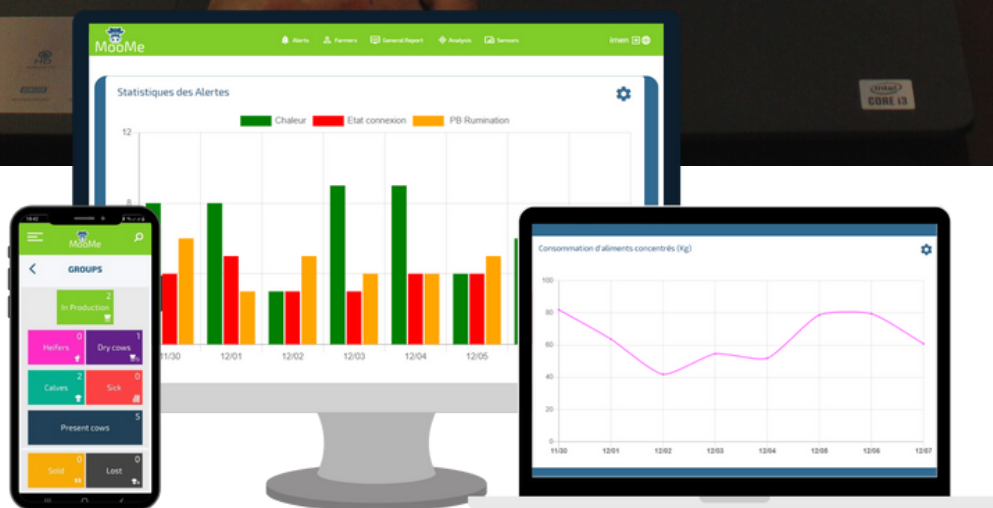 intel
CORE i3
MooMe
Alerts Farmers General Report Analysis Sensors imen
Statistiques des Alertes
Chaleur Etat connexion PB Rumination
12
8
11/30 12/01 12/02 12/03 12/04 12/05
18:42
MooMe
GROUPS
2
In Production
0
Heifers
1
Dry cows
2
Calves
0
Sick
5
Present cows
0
Sold
0
Lost
Consommation d'aliments concentrés (Kg)
100
80
60
40
20
0
11/30 12/01 12/02 12/03 12/04 12/05 12/06 12/07